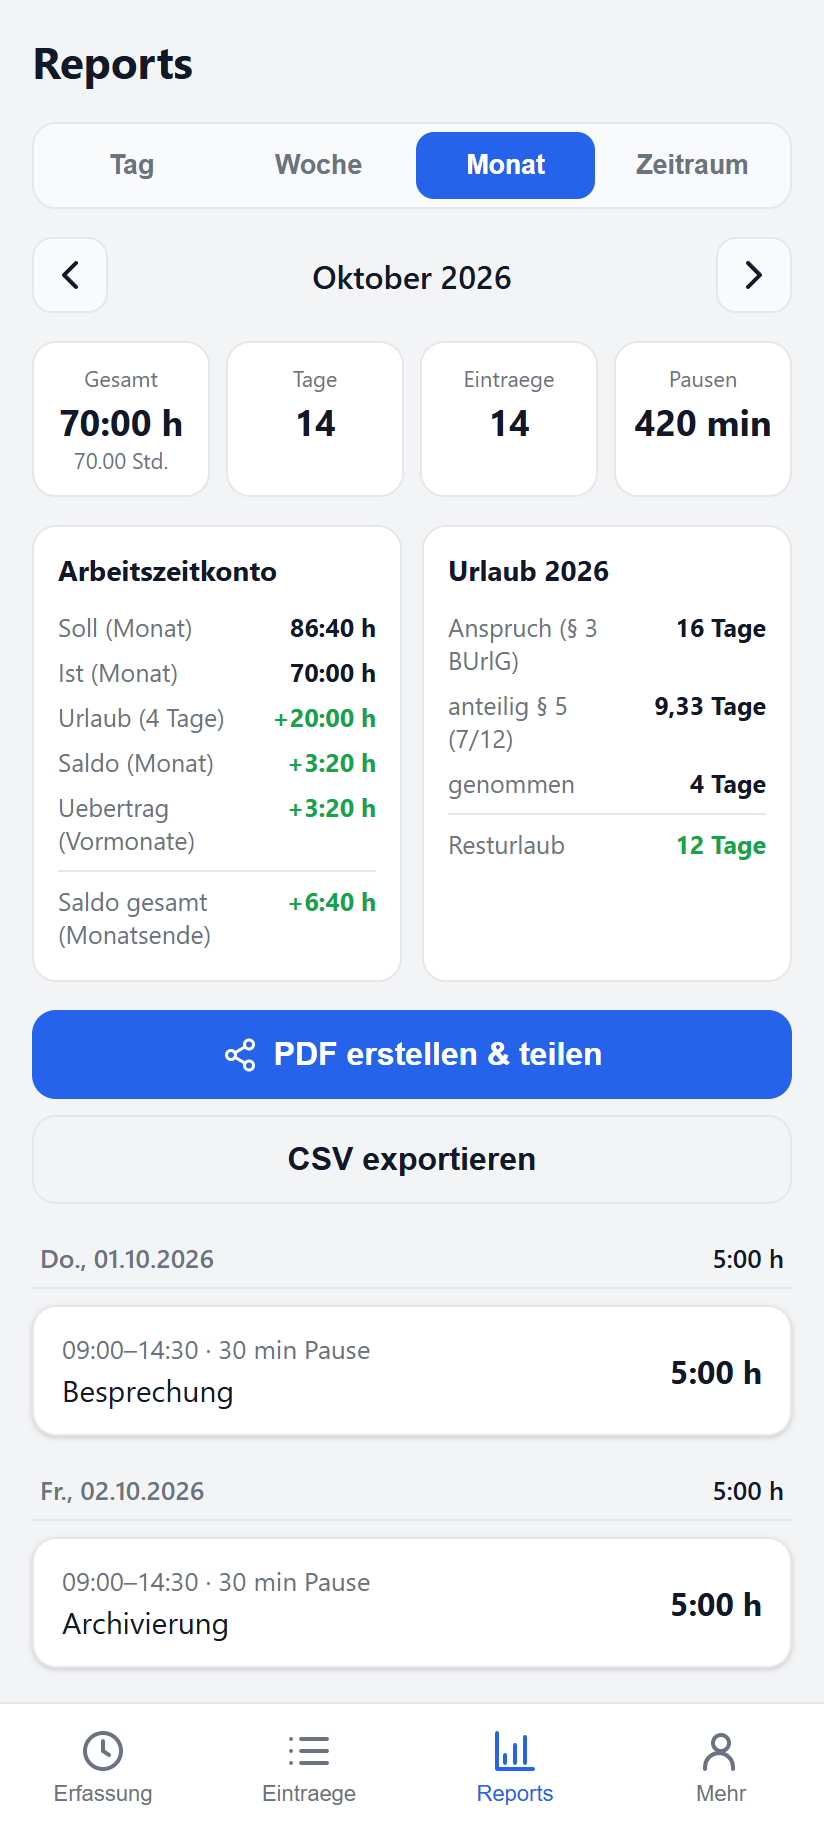 Reports
Tag Woche Monat Zeitraum
Oktober 2026
Gesamt
70:00 h
70.00 Std.
Tage
14
Eintraege
14
Pausen
420 min
Arbeitszeitkonto
Soll (Monat) 86:40 h
Ist (Monat) 70:00 h
Urlaub (4 Tage) +20:00 h
Saldo (Monat) +3:20 h
Uebertrag +3:20 h
(Vormonate)
Saldo gesamt +6:40 h
(Monatsende)
Urlaub 2026
Anspruch (§ 3 16 Tage
BUrlG)
anteilig § 5 9,33 Tage
(7/12)
genommen 4 Tage
Resturlaub 12 Tage
PDF erstellen & teilen
CSV exportieren
Do., 01.10.2026 5:00 h
09:00–14:30 · 30 min Pause
Besprechung
5:00 h
Fr., 02.10.2026 5:00 h
09:00–14:30 · 30 min Pause
Archivierung
5:00 h
Erfassung Eintraege Reports Mehr